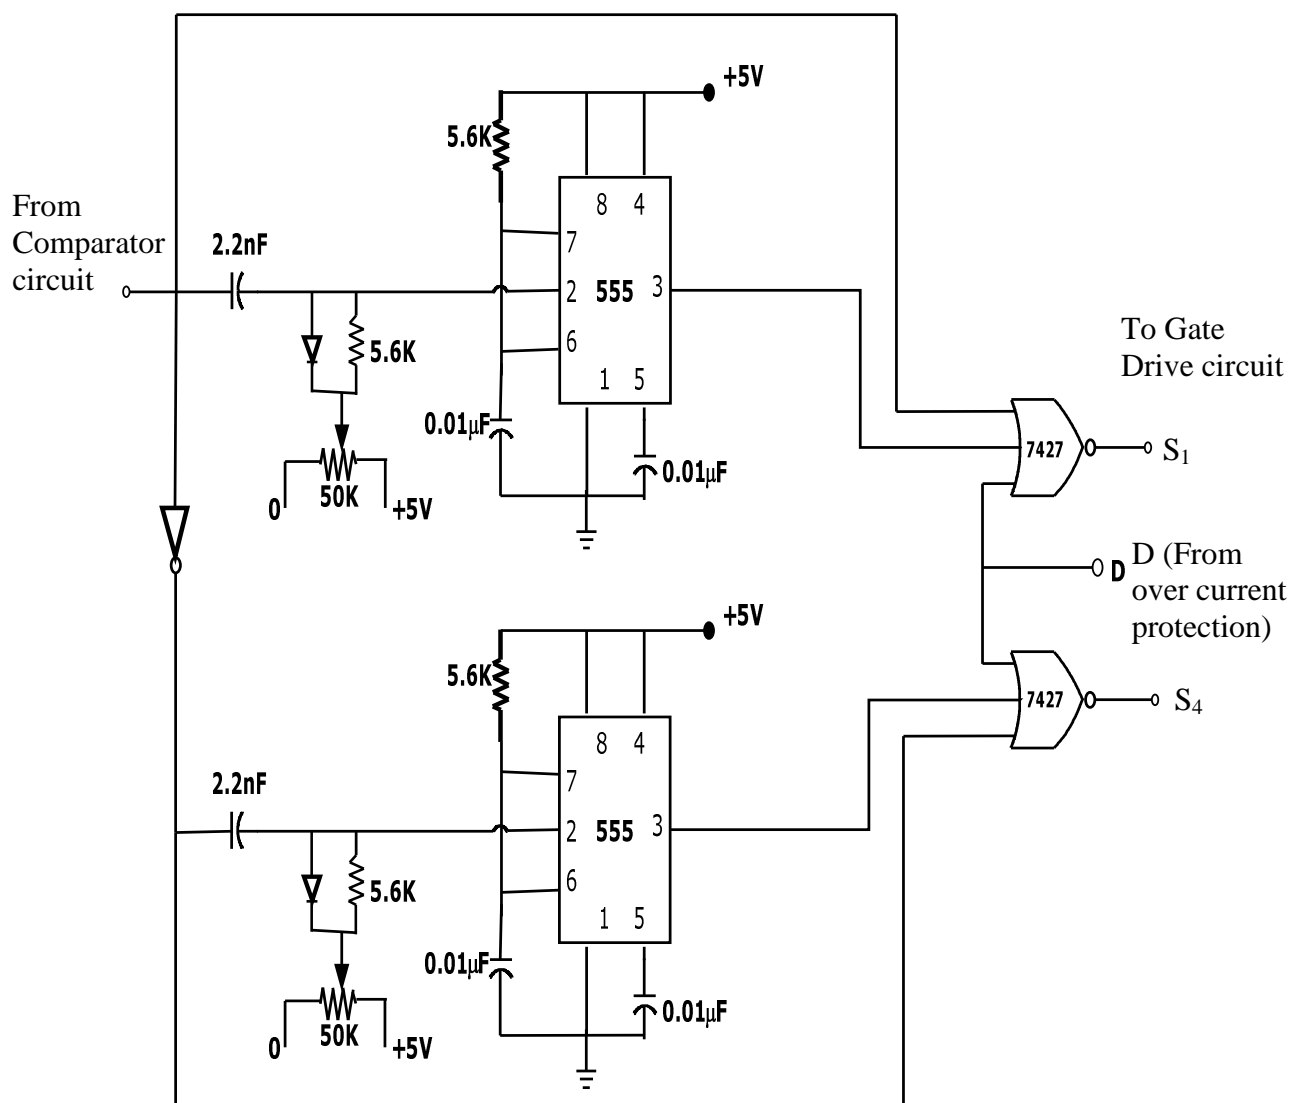 +5V
5.6K
From
Comparator
circuit
2.2nF
8 4
7
2 555 3
6
1 5
5.6K
0.01μF
0.01μF
0 50K +5V
To Gate
Drive circuit
7427
S1
D D (From
over current
protection)
+5V
5.6K
7427
S4
2.2nF
8 4
7
2 555 3
6
1 5
5.6K
0.01μF
0.01μF
0 50K +5V